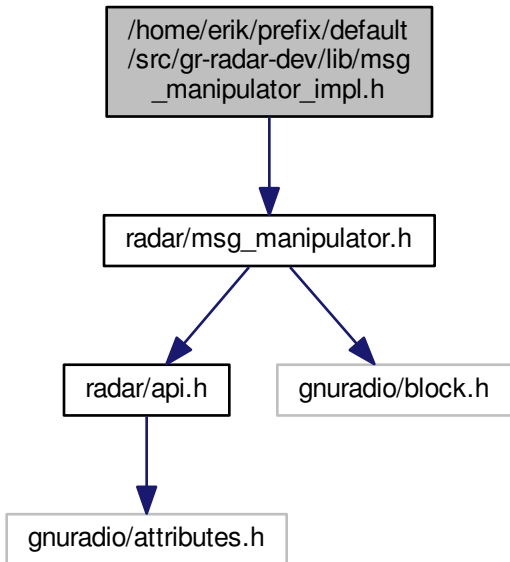 /home/erik/prefix/default
/src/gr-radar-dev/lib/msg
_manipulator_impl.h
radar/msg_manipulator.h
radar/api.h
gnuradio/block.h
gnuradio/attributes.h